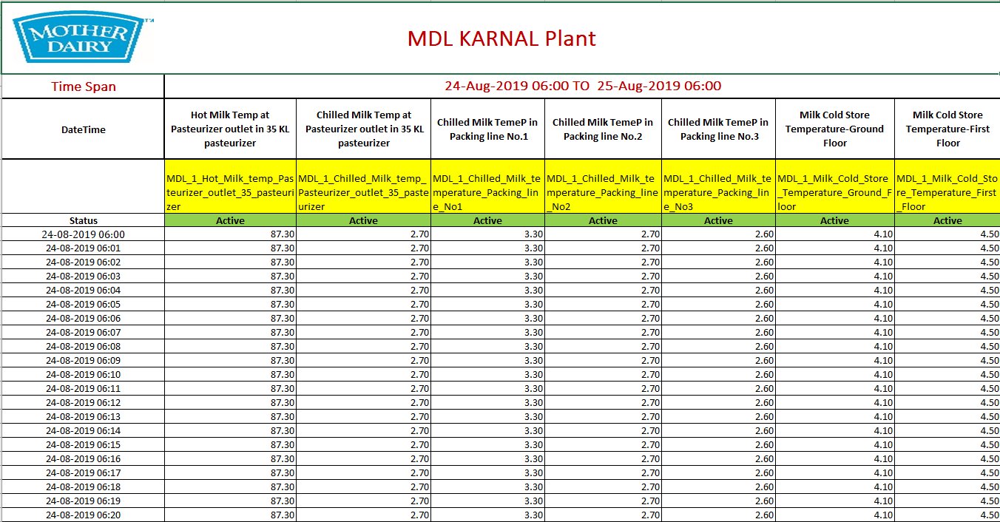 MOTHER DAIRY TM
MDL KARNAL Plant
Time Span 24-Aug-2019 06:00 TO 25-Aug-2019 06:00
DateTime
Hot Milk Temp at
Pasteurizer outlet in 35 KL
pasteurizer
Chilled Milk Temp at
Pasteurizer outlet in 35 KL
pasteurizer
Chilled Milk TemeP in
Packing line No.1
Chilled Milk TemeP in
Packing line No.2
Chilled Milk TemeP in
Packing line No.3
Milk Cold Store
Temperature-Ground
Floor
Milk Cold Store
Temperature-First
Floor
MDL_1_Hot_Milk_temp_Pas
teurizer_outlet_35_pasteuri
zer
MDL_1_Chilled_Milk_temp_
Pasteurizer_outlet_35_paste
urizer
MDL_1_Chilled_Milk_te
mperature_Packing_lin
e_No1
MDL_1_Chilled_Milk_te
mperature_Packing_line
_No2
MDL_1_Chilled_Milk_te
mperature_Packing_lin
e_No3
MDL_1_Milk_Cold_Store
_Temperature_Ground_F
loor
MDL_1_Milk_Cold_Sto
re_Temperature_First
_Floor
Status Active Active Active Active Active Active Active
24-08-2019 06:00 87.30 2.70 3.30 2.70 2.60 4.10 4.50
24-08-2019 06:01 87.30 2.70 3.30 2.70 2.60 4.10 4.50
24-08-2019 06:02 87.30 2.70 3.30 2.70 2.60 4.10 4.50
24-08-2019 06:03 87.30 2.70 3.30 2.70 2.60 4.10 4.50
24-08-2019 06:04 87.30 2.70 3.30 2.70 2.60 4.10 4.50
24-08-2019 06:05 87.30 2.70 3.30 2.70 2.60 4.10 4.50
24-08-2019 06:06 87.30 2.70 3.30 2.70 2.60 4.10 4.50
24-08-2019 06:07 87.30 2.70 3.30 2.70 2.60 4.10 4.50
24-08-2019 06:08 87.30 2.70 3.30 2.70 2.60 4.10 4.50
24-08-2019 06:09 87.30 2.70 3.30 2.70 2.60 4.10 4.50
24-08-2019 06:10 87.30 2.70 3.30 2.70 2.60 4.10 4.50
24-08-2019 06:11 87.30 2.70 3.30 2.70 2.60 4.10 4.50
24-08-2019 06:12 87.30 2.70 3.30 2.70 2.60 4.10 4.50
24-08-2019 06:13 87.30 2.70 3.30 2.70 2.60 4.10 4.50
24-08-2019 06:14 87.30 2.70 3.30 2.70 2.60 4.10 4.50
24-08-2019 06:15 87.30 2.70 3.30 2.70 2.60 4.10 4.50
24-08-2019 06:16 87.30 2.70 3.30 2.70 2.60 4.10 4.50
24-08-2019 06:17 87.30 2.70 3.30 2.70 2.60 4.10 4.50
24-08-2019 06:18 87.30 2.70 3.30 2.70 2.60 4.10 4.50
24-08-2019 06:19 87.30 2.70 3.30 2.70 2.60 4.10 4.50
24-08-2019 06:20 87.30 2.70 3.30 2.70 2.60 4.10 4.50